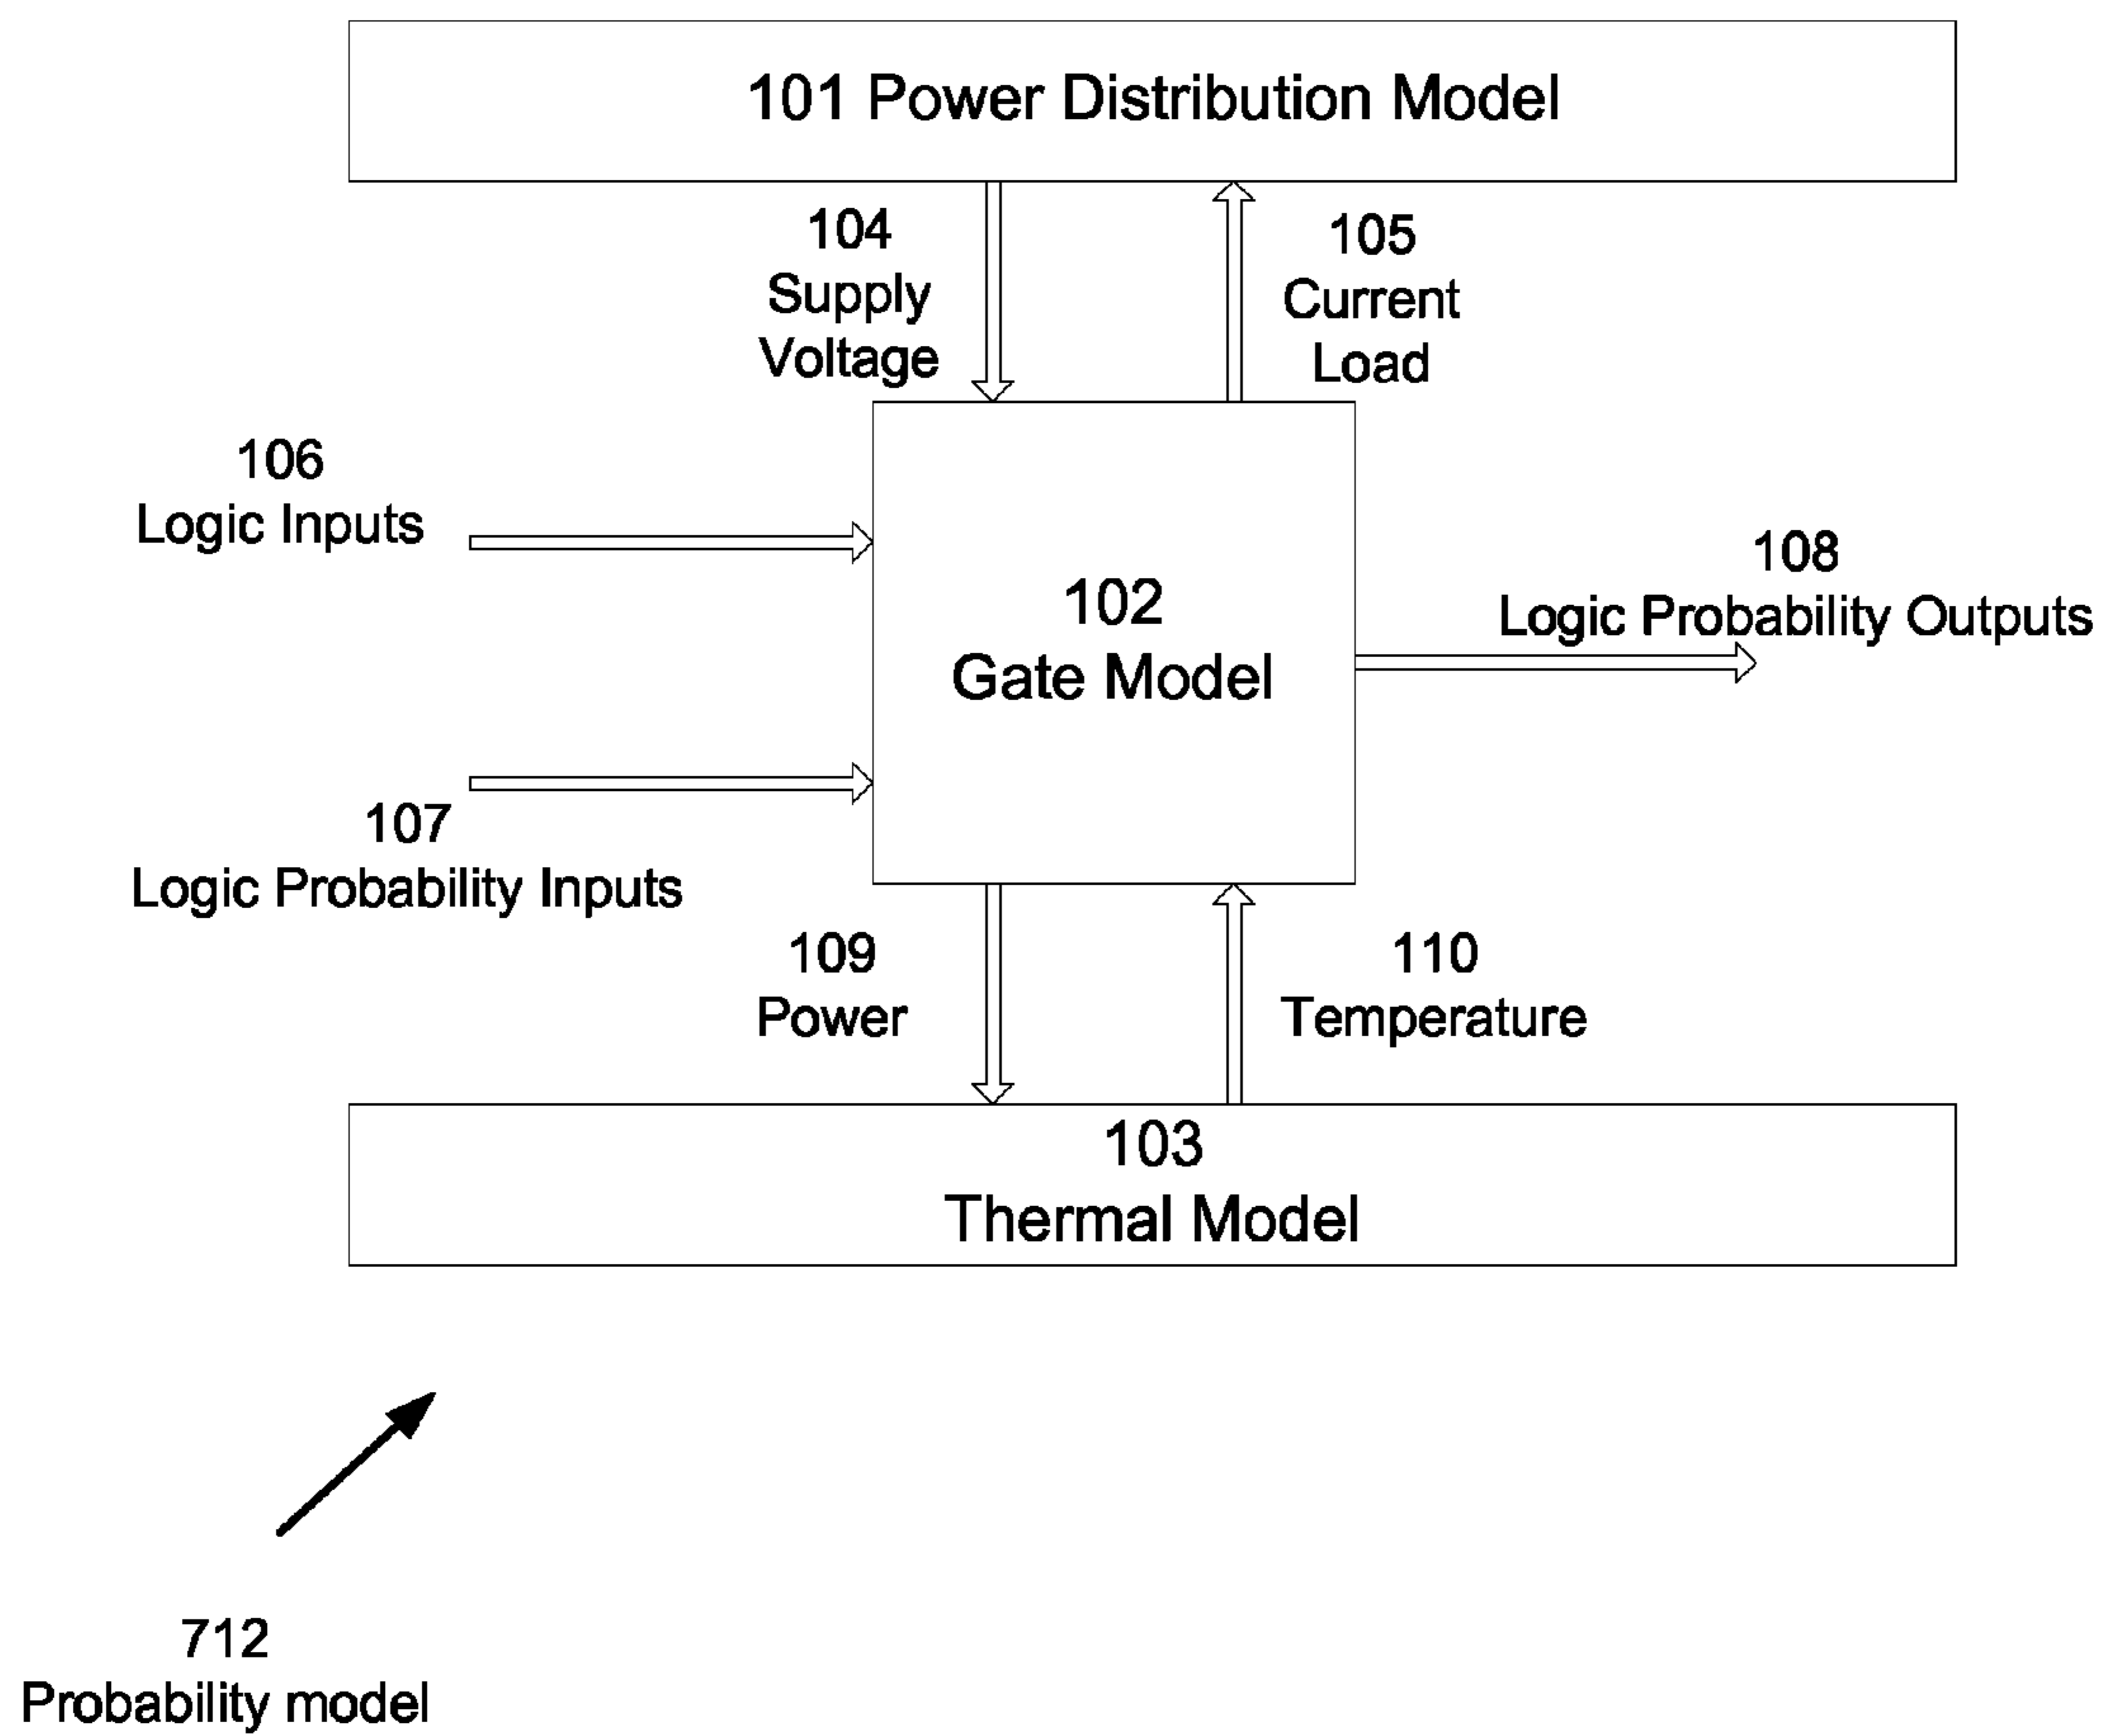 101 Power Distribution Model
104
Supply
Voltage
105
Current
Load
106
Logic Inputs
102
Gate Model
108
Logic Probability Outputs
107
Logic Probability Inputs
109
Power
110
Temperature
103
Thermal Model
712
Probability model